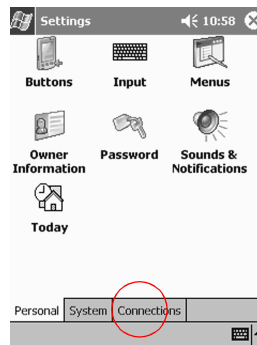 Settings 10:58
Buttons Input Menus
Owner Information Password Sounds & Notifications
Today
Personal System Connections